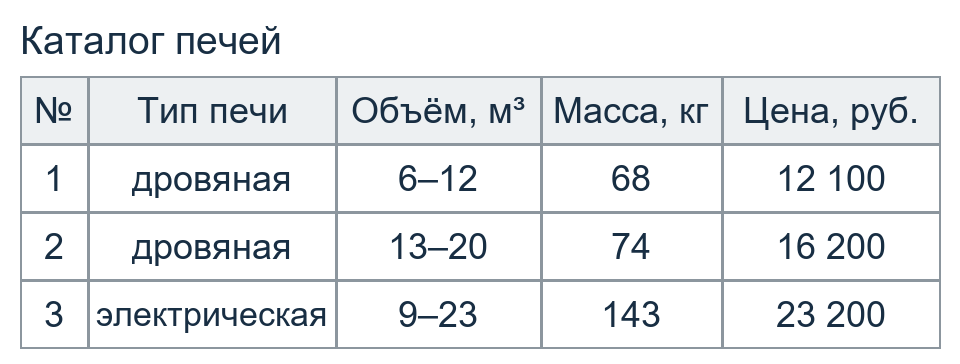 Каталог печей
№ Тип печи Объём, м³ Масса, кг Цена, руб.
1 дровяная 6–12 68 12 100
2 дровяная 13–20 74 16 200
3 электрическая 9–23 143 23 200